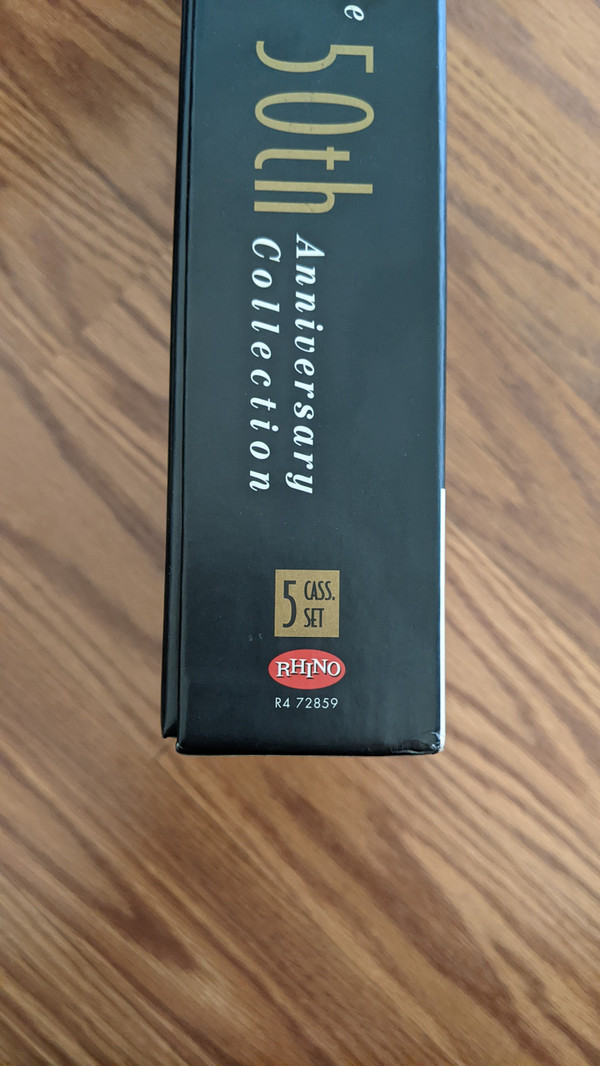 50th
Anniversary
Collection
5 CASS.
SET
RHINO
R4 72859